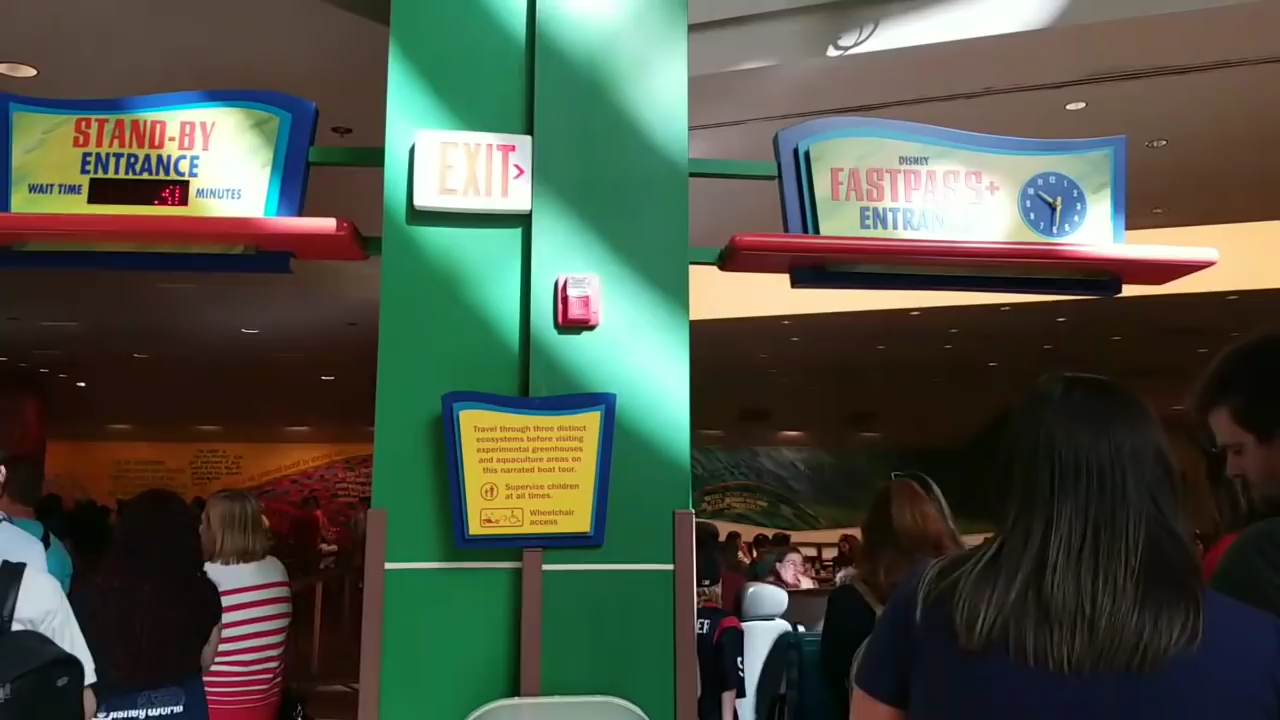 STAND-BY
ENTRANCE
WAIT TIME
MINUTES
EXIT
DISNEY
FASTPASS+
ENTRANCE
Travel through three distinct
ecosystems before visiting
experimental greenhouses
and aquaculture areas on
this narrated boat tour.
Supervise children
at all times.
Wheelchair
access